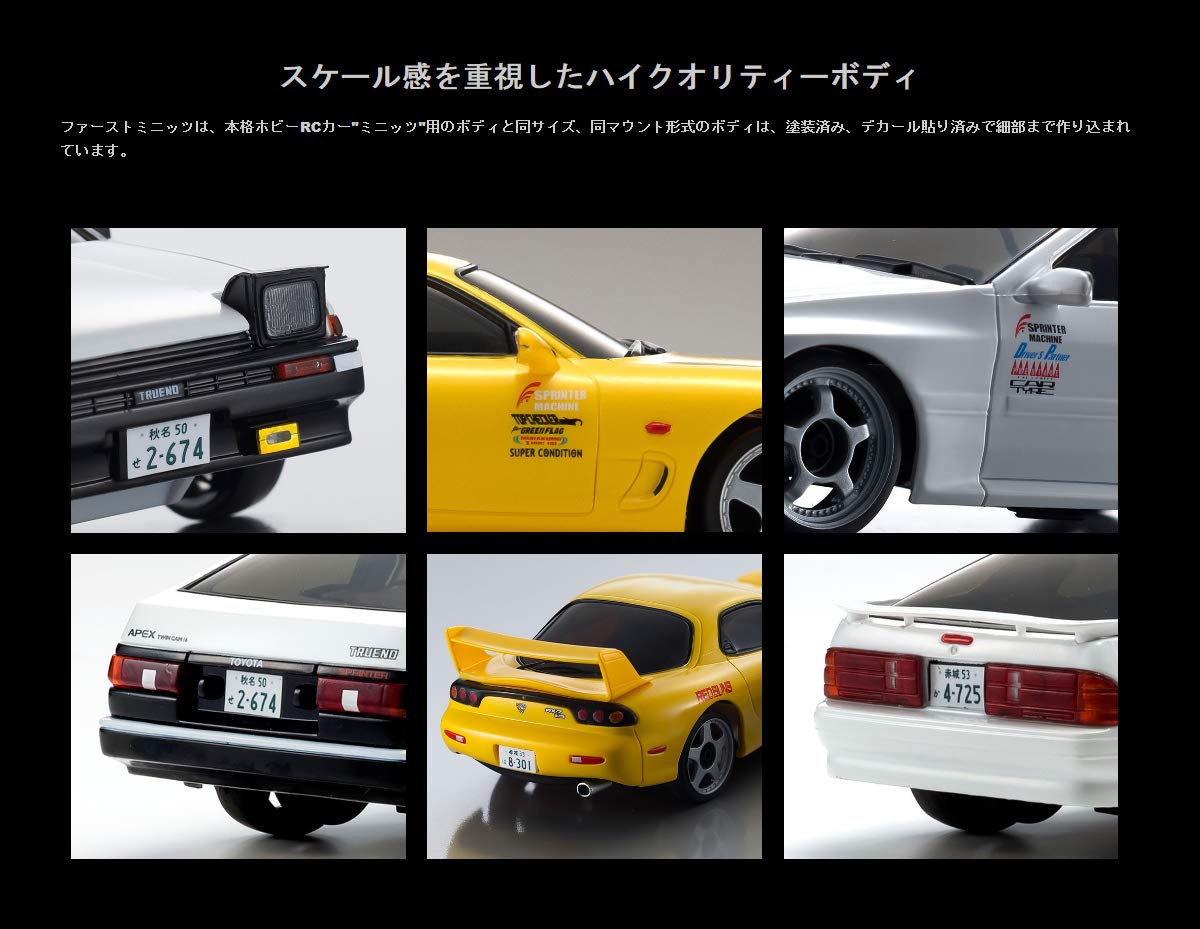 スケール感を重視したハイクオリティーボディ
ファーストミニッツは、本格ホビーRCカー"ミニッツ"用のボディと同サイズ、同マウント形式のボディは、塗装済み、デカール貼り済みで細部まで作り込まれ
ています。
TRUENO
秋名 50
せ 2-674
SPRINTER
MACHINE
GREEN FLAG
SUPER CONDITION
SPRINTER
MACHINE
Driver's Partner
APEX TWIN CAM 16
TRUENO
TOYOTA
SPRINTER
秋名 50
せ 2-674
REDSUNS
8-301
赤城 53
か 4-725